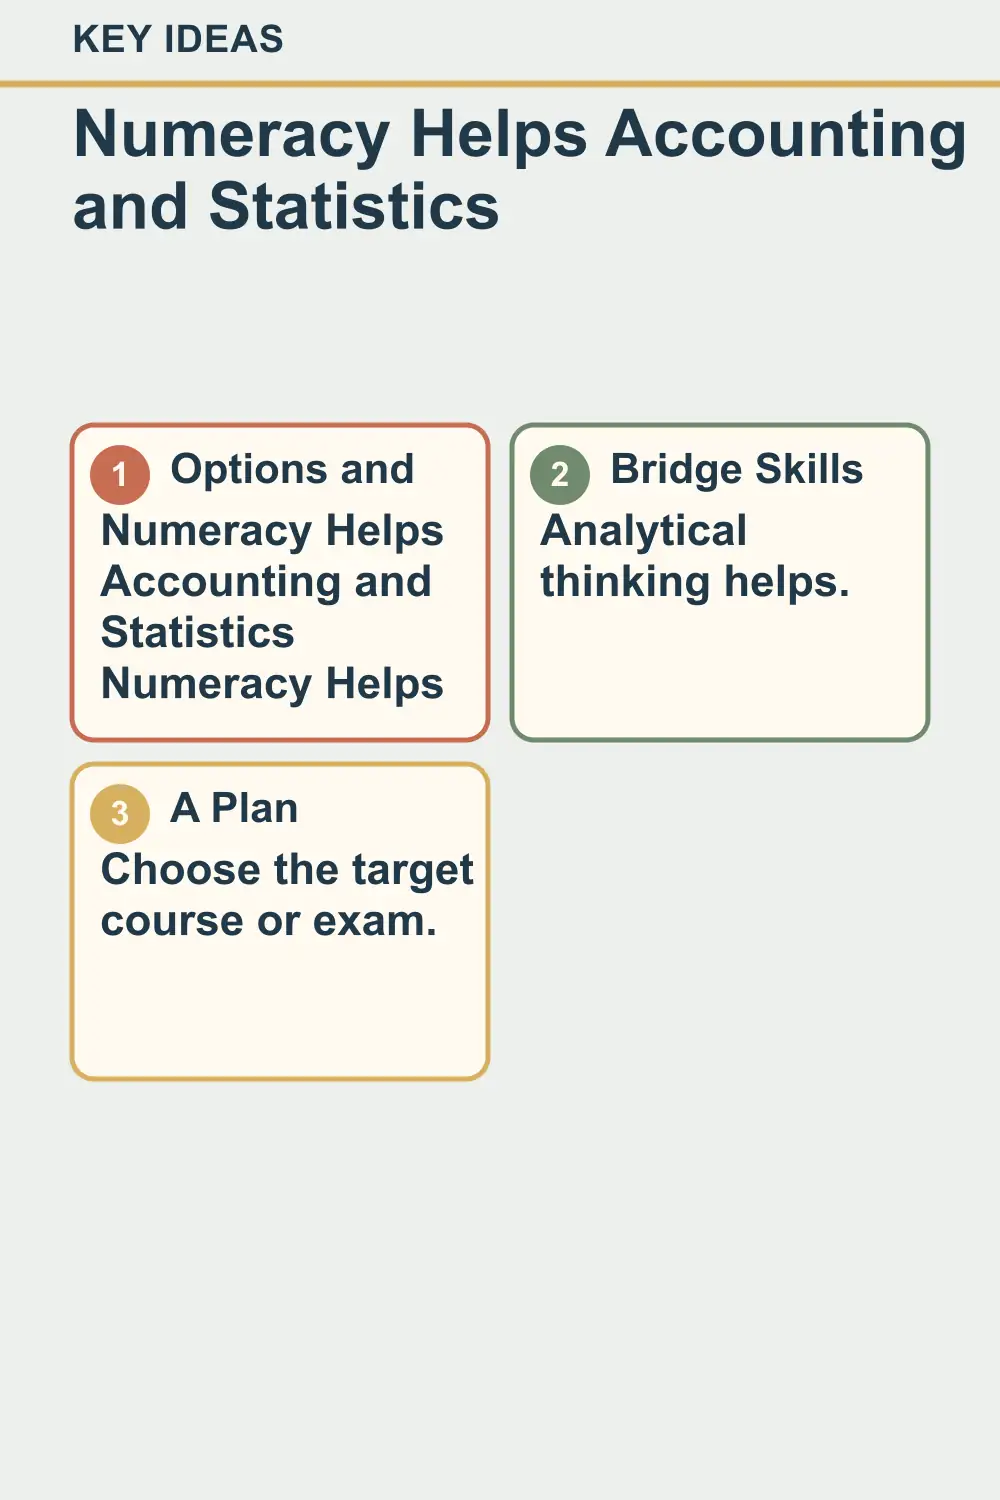 KEY IDEAS
Numeracy Helps Accounting
and Statistics
1 Options and
Numeracy Helps
Accounting and
Statistics
Numeracy Helps
2 Bridge Skills
Analytical
thinking helps.
3 A Plan
Choose the target
course or exam.